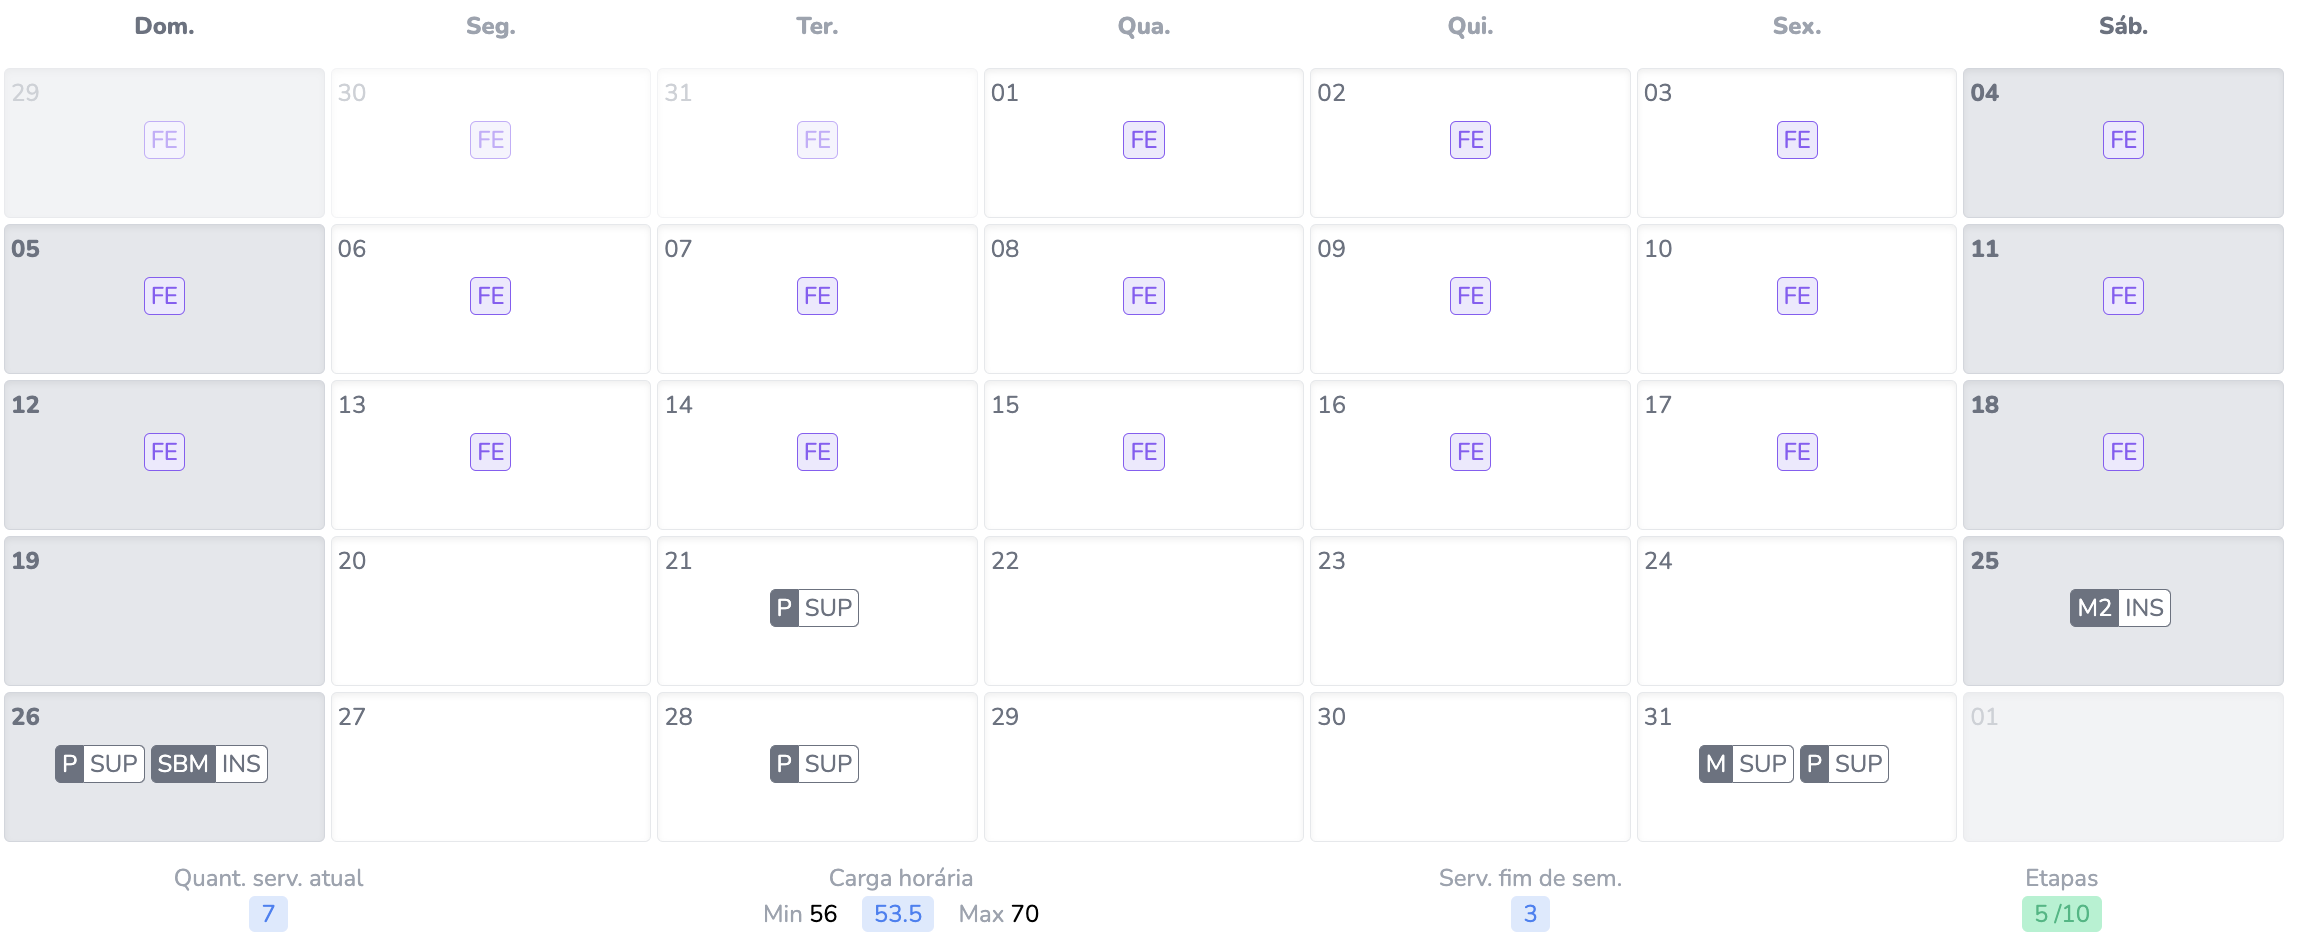 Dom. Seg. Ter. Qua. Qui. Sex. Sáb.
29 30 31 01 02 03 04
FE FE FE FE FE FE FE
05 06 07 08 09 10 11
FE FE FE FE FE FE FE
12 13 14 15 16 17 18
FE FE FE FE FE FE FE
19 20 21 22 23 24 25
P SUP M2 INS
26 27 28 29 30 31 01
P SUP SBM INS P SUP M SUP P SUP
Quant. serv. atual Carga horária Serv. fim de sem. Etapas
7 Min 56 53.5 Max 70 3 5 /10